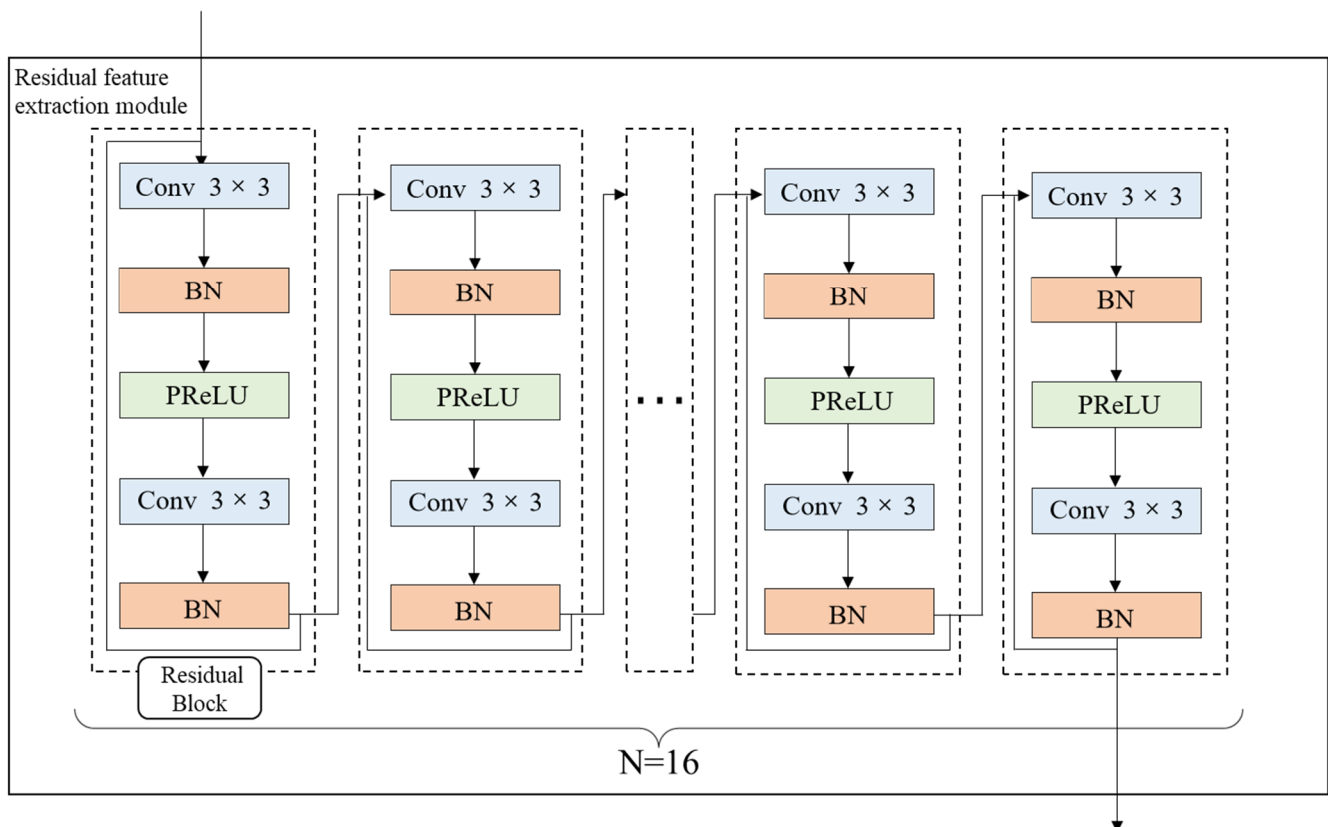 Residual feature
extraction module
Conv 3 × 3
BN
PReLU
Conv 3 × 3
BN
Residual
Block
Conv 3 × 3
BN
PReLU
Conv 3 × 3
BN
...
Conv 3 × 3
BN
PReLU
Conv 3 × 3
BN
Conv 3 × 3
BN
PReLU
Conv 3 × 3
BN
N=16